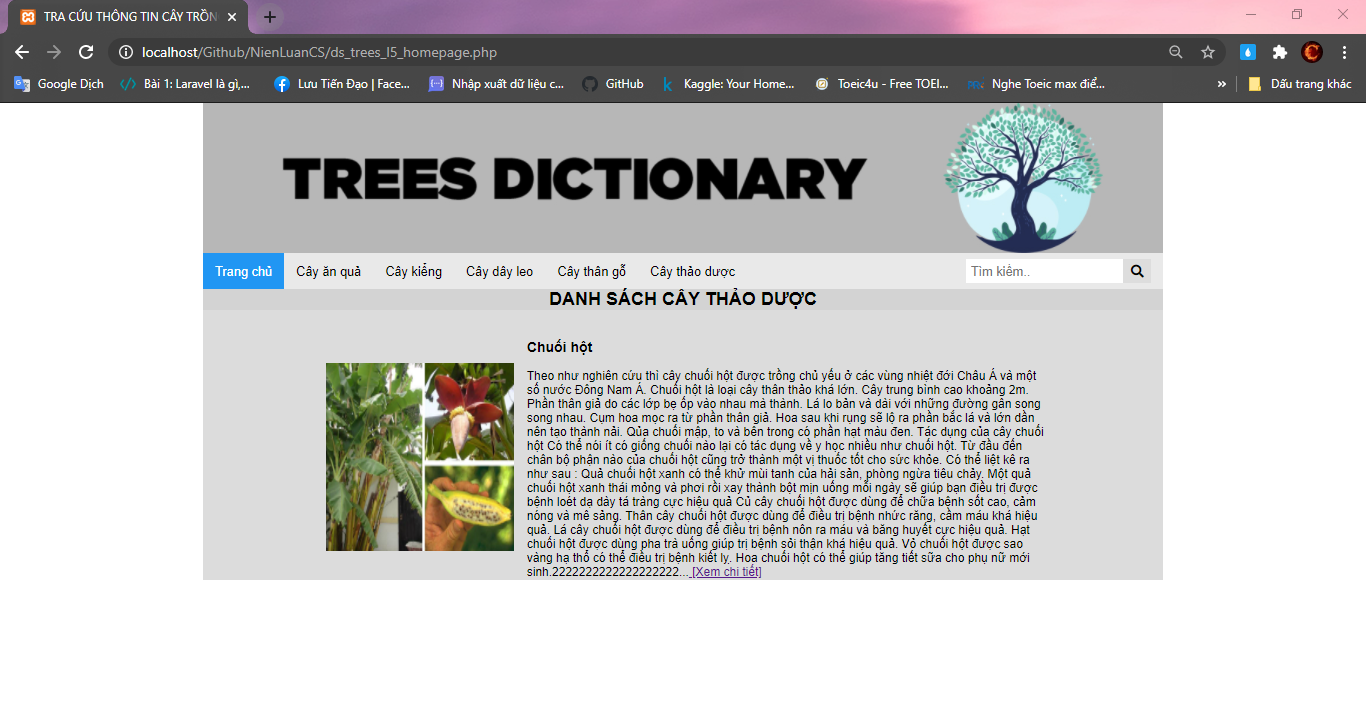 TRA CỨU THÔNG TIN CÂY TRỒN
localhost/Github/NienLuanCS/ds_trees_l5_homepage.php
Google Dịch
Bài 1: Laravel là gì,...
Lưu Tiến Đạo | Face...
Nhập xuất dữ liệu c...
GitHub
Kaggle: Your Home...
Toeic4u - Free TOEI...
Nghe Toeic max điể...
»
Dấu trang khác
TREES DICTIONARY
Trang chủ
Cây ăn quả
Cây kiểng
Cây dây leo
Cây thân gỗ
Cây thảo dược
Tìm kiếm..
DANH SÁCH CÂY THẢO DƯỢC
Chuối hột
Theo như nghiên cứu thì cây chuối hột được trồng chủ yếu ở các vùng nhiệt đới Châu Á và một
số nước Đông Nam Á. Chuối hột là loại cây thân thảo khá lớn. Cây trung bình cao khoảng 2m.
Phần thân giả do các lớp bẹ ốp vào nhau mà thành. Lá lo bản và dài với những đường gân song
song nhau. Cụm hoa mọc ra từ phần thân giả. Hoa sau khi rụng sẽ lộ ra phần bắc lá và lớn dần
nên tạo thành nải. Qủa chuối mập, to và bên trong có phần hạt màu đen. Tác dụng của cây chuối
hột Có thể nói ít có giống chuối nào lại có tác dụng về y học nhiều như chuối hột. Từ đầu đến
chân bộ phận nào của chuối hột cũng trở thành một vị thuốc tốt cho sức khỏe. Có thể liệt kê ra
như sau : Quả chuối hột xanh có thể khử mùi tanh của hải sản, phòng ngừa tiêu chảy. Một quả
chuối hột xanh thái mỏng và phơi rồi xay thành bột mịn uống mỗi ngày sẽ giúp bạn điều trị được
bệnh loét dạ dày tá tràng cực hiệu quả Củ cây chuối hột được dùng để chữa bệnh sốt cao, cảm
nóng và mê sảng. Thân cây chuối hột được dùng để điều trị bệnh nhức răng, cầm máu khá hiệu
quả. Lá cây chuối hột được dùng để điều trị bệnh nôn ra máu và băng huyết cực hiệu quả. Hạt
chuối hột được dùng pha trà uống giúp trị bệnh sỏi thận khá hiệu quả. Vỏ chuối hột được sao
vàng hạ thổ có thể điều trị bệnh kiết lỵ. Hoa chuối hột có thể giúp tăng tiết sữa cho phụ nữ mới
sinh.2222222222222222222... [Xem chi tiết]